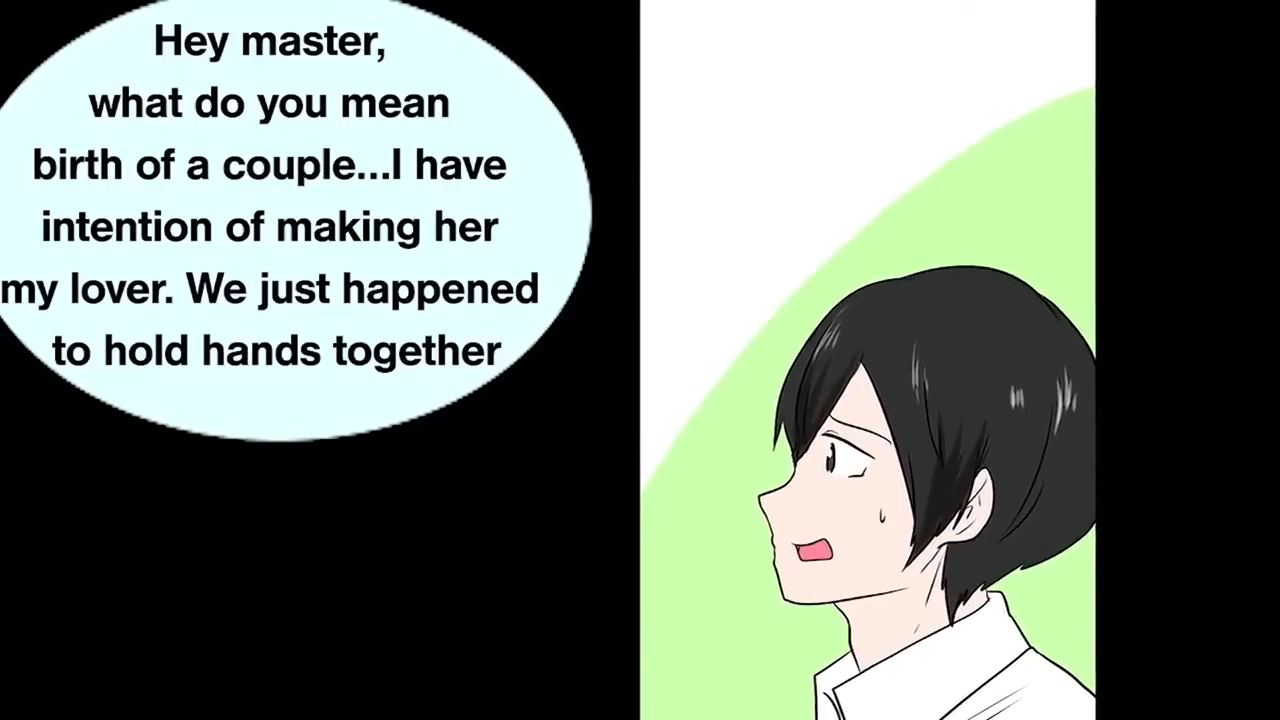 Hey master,
what do you mean
birth of a couple...I have
intention of making her
my lover. We just happened
to hold hands together